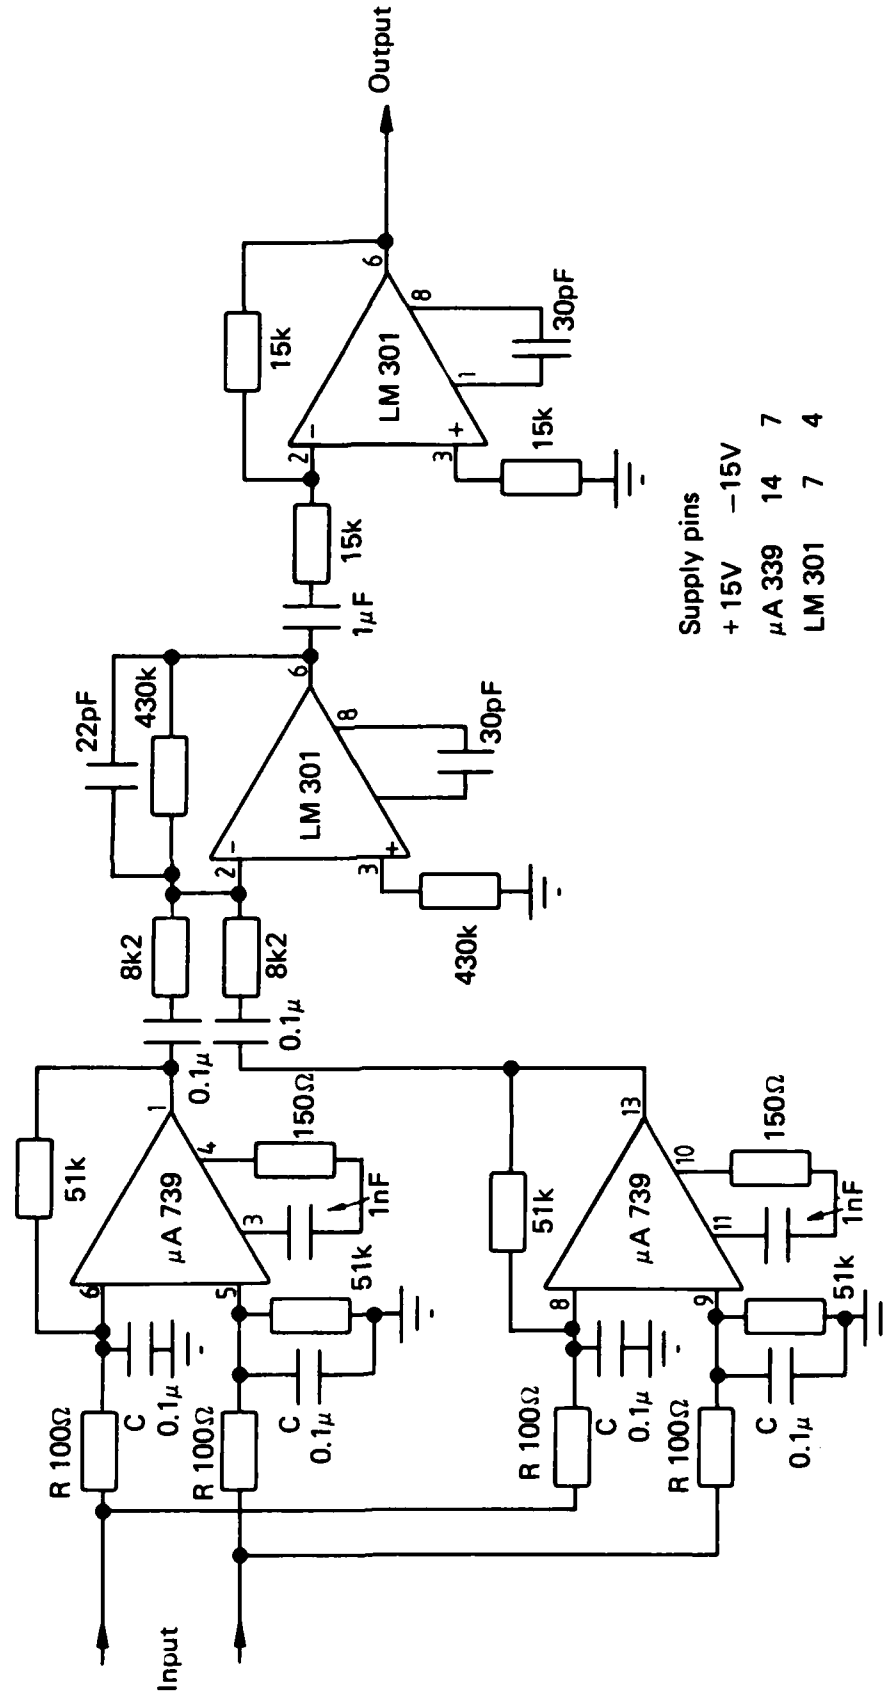 Input
R 100Ω
C
0.1μ
R 100Ω
C
0.1μ
6
5
51k
μA 739
1
3
4
1nF
150Ω
51k
R 100Ω
C
0.1μ
R 100Ω
C
0.1μ
8
9
51k
μA 739
13
11
10
1nF
150Ω
51k
0.1μ
0.1μ
8k2
8k2
22pF
430k
2
-
3
+
LM 301
6
8
30pF
430k
1μF
15k
15k
2
-
3
+
LM 301
6
1
8
30pF
15k
Output
Supply pins
+15V -15V
μA 339 14 7
LM 301 7 4